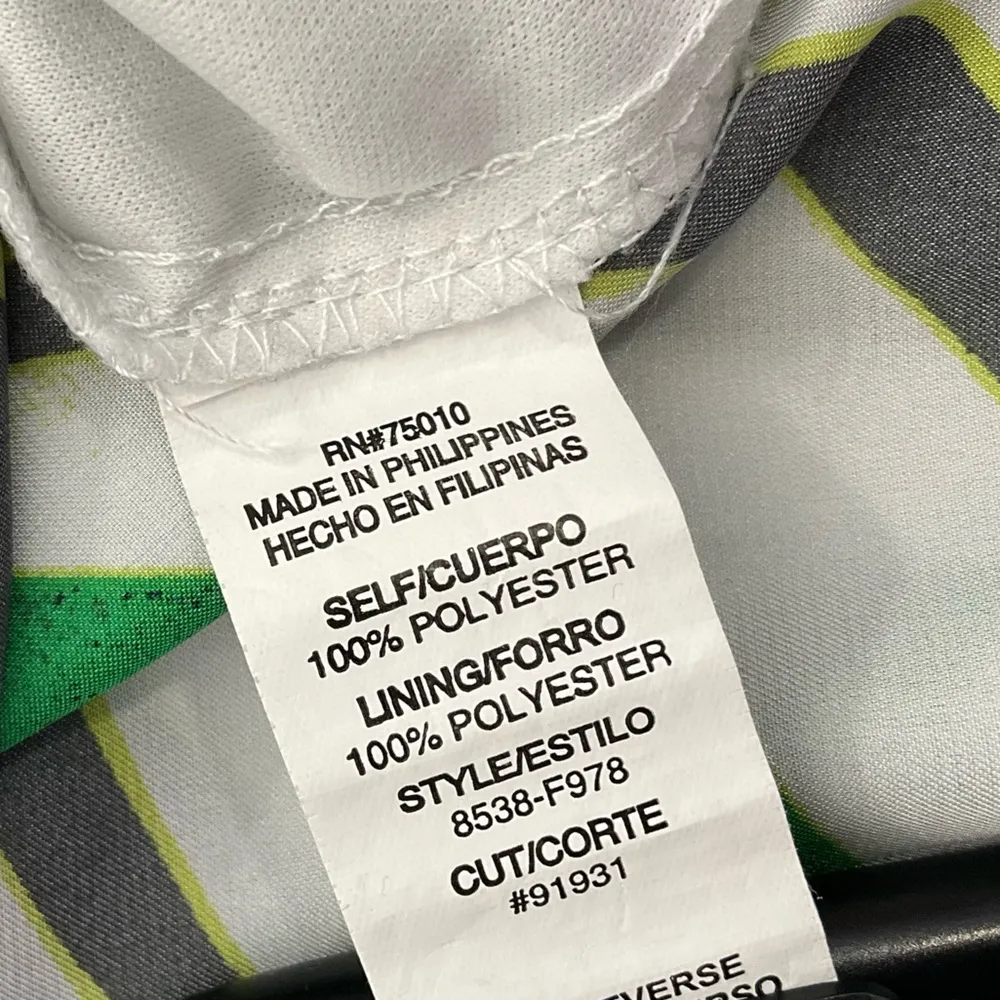 RN#75010
MADE IN PHILIPPINES
HECHO EN FILIPINAS
SELF/CUERPO
100% POLYESTER
LINING/FORRO
100% POLYESTER
STYLE/ESTILO
8538-F978
CUT/CORTE
#91931